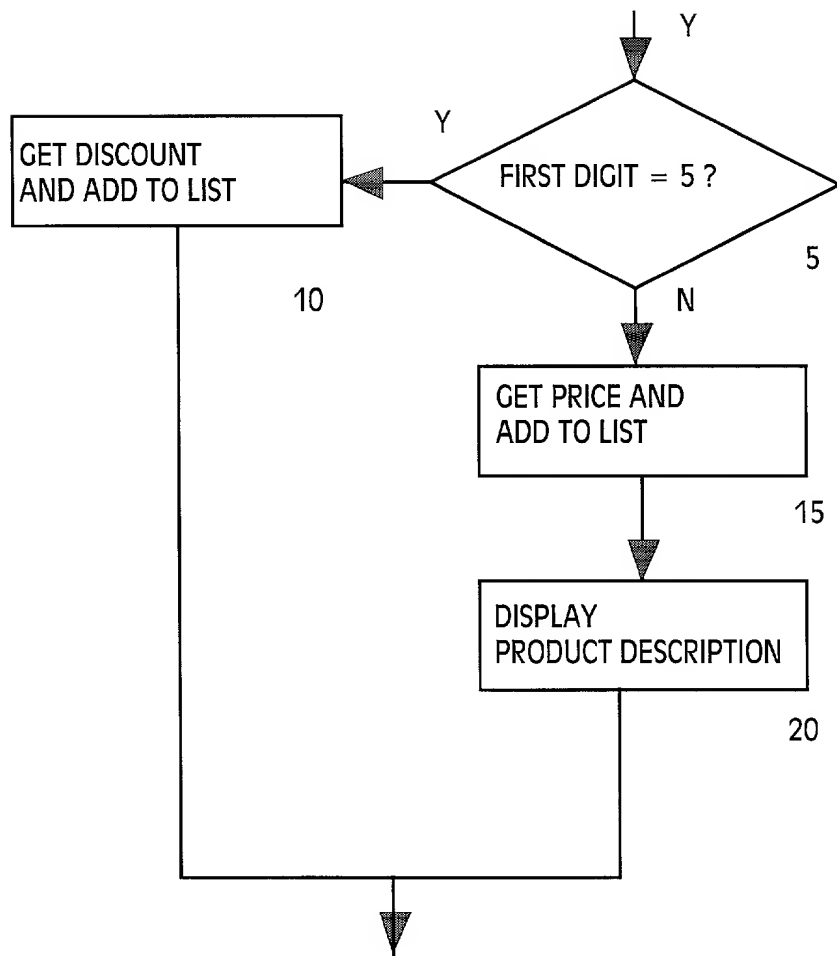 Y
Y
FIRST DIGIT = 5 ?
GET DISCOUNT
AND ADD TO LIST
5
10
N
GET PRICE AND
ADD TO LIST
15
DISPLAY
PRODUCT DESCRIPTION
20